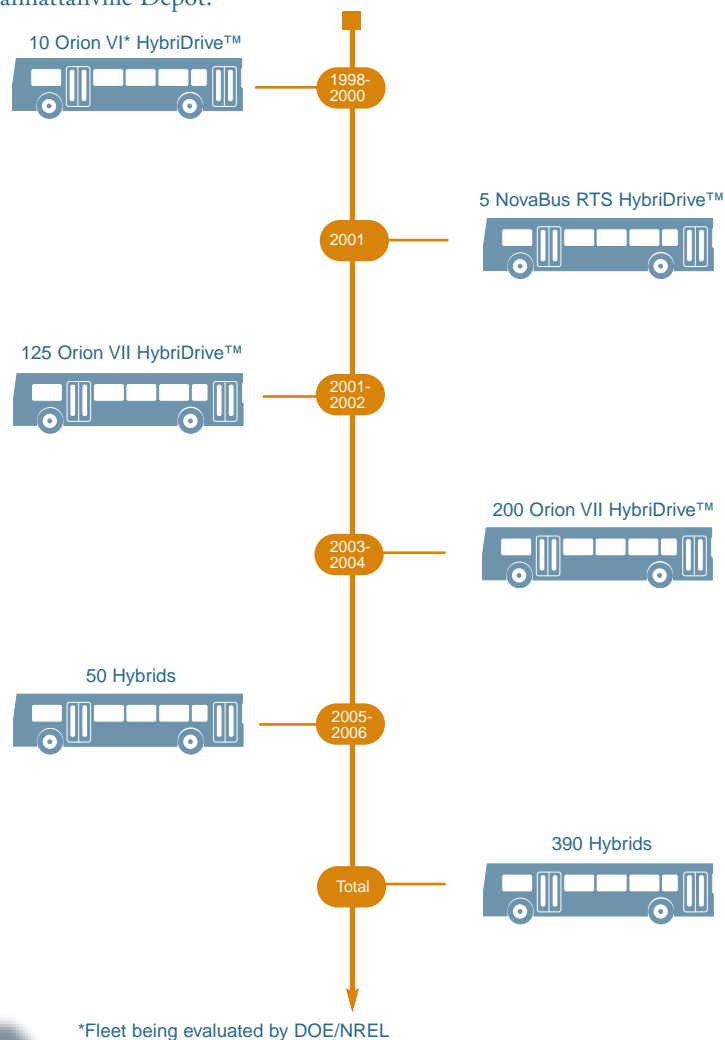 Depot.
10 Orion VI* HybriDrive™
1998-
2000
5 NovaBus RTS HybriDrive™
2001
125 Orion VII HybriDrive™
2001-
2002
200 Orion VII HybriDrive™
2003-
2004
50 Hybrids
2005-
2006
390 Hybrids
Total
*Fleet being evaluated by DOE/NREL